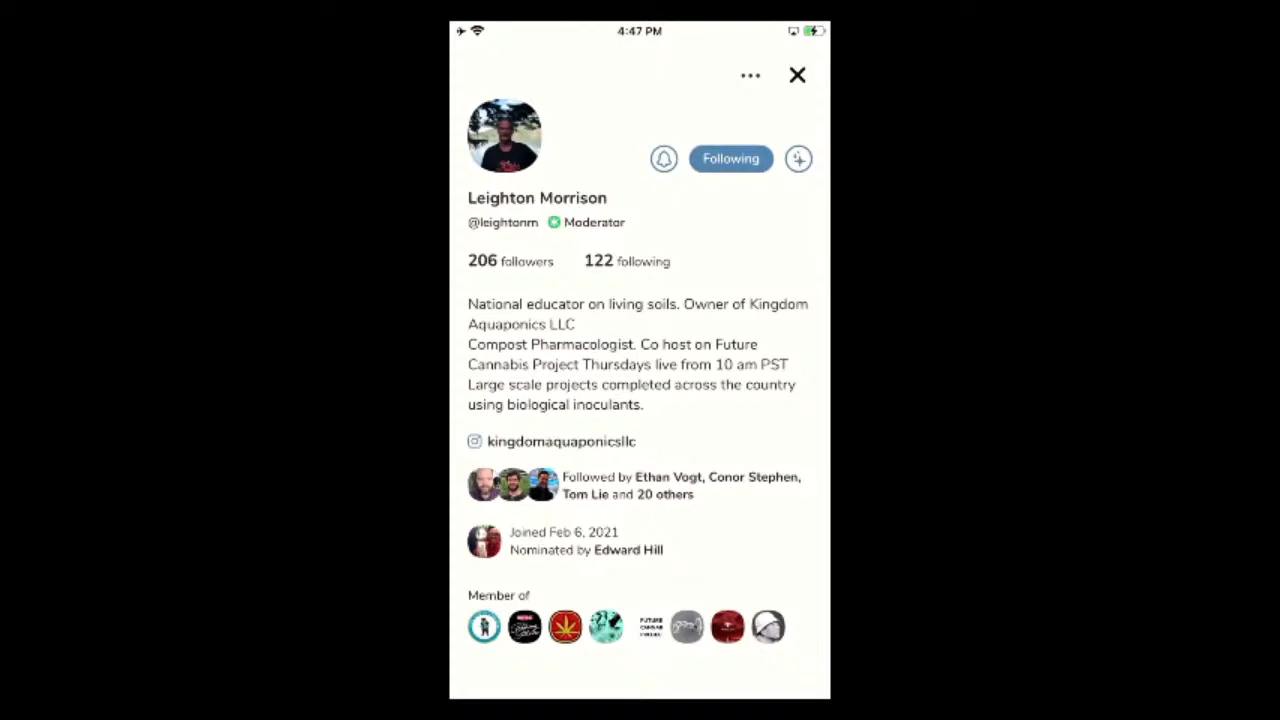 4:47 PM
Following
Leighton Morrison
@leightonm Moderator
206 followers 122 following
National educator on living soils. Owner of Kingdom
Aquaponics LLC
Compost Pharmacologist. Co host on Future
Cannabis Project Thursdays live from 10 am PST
Large scale projects completed across the country
using biological inoculants.
kingdomaquaponicsllc
Followed by Ethan Vogt, Conor Stephen,
Tom Lie and 20 others
Joined Feb 6, 2021
Nominated by Edward Hill
Member of
FUTURE